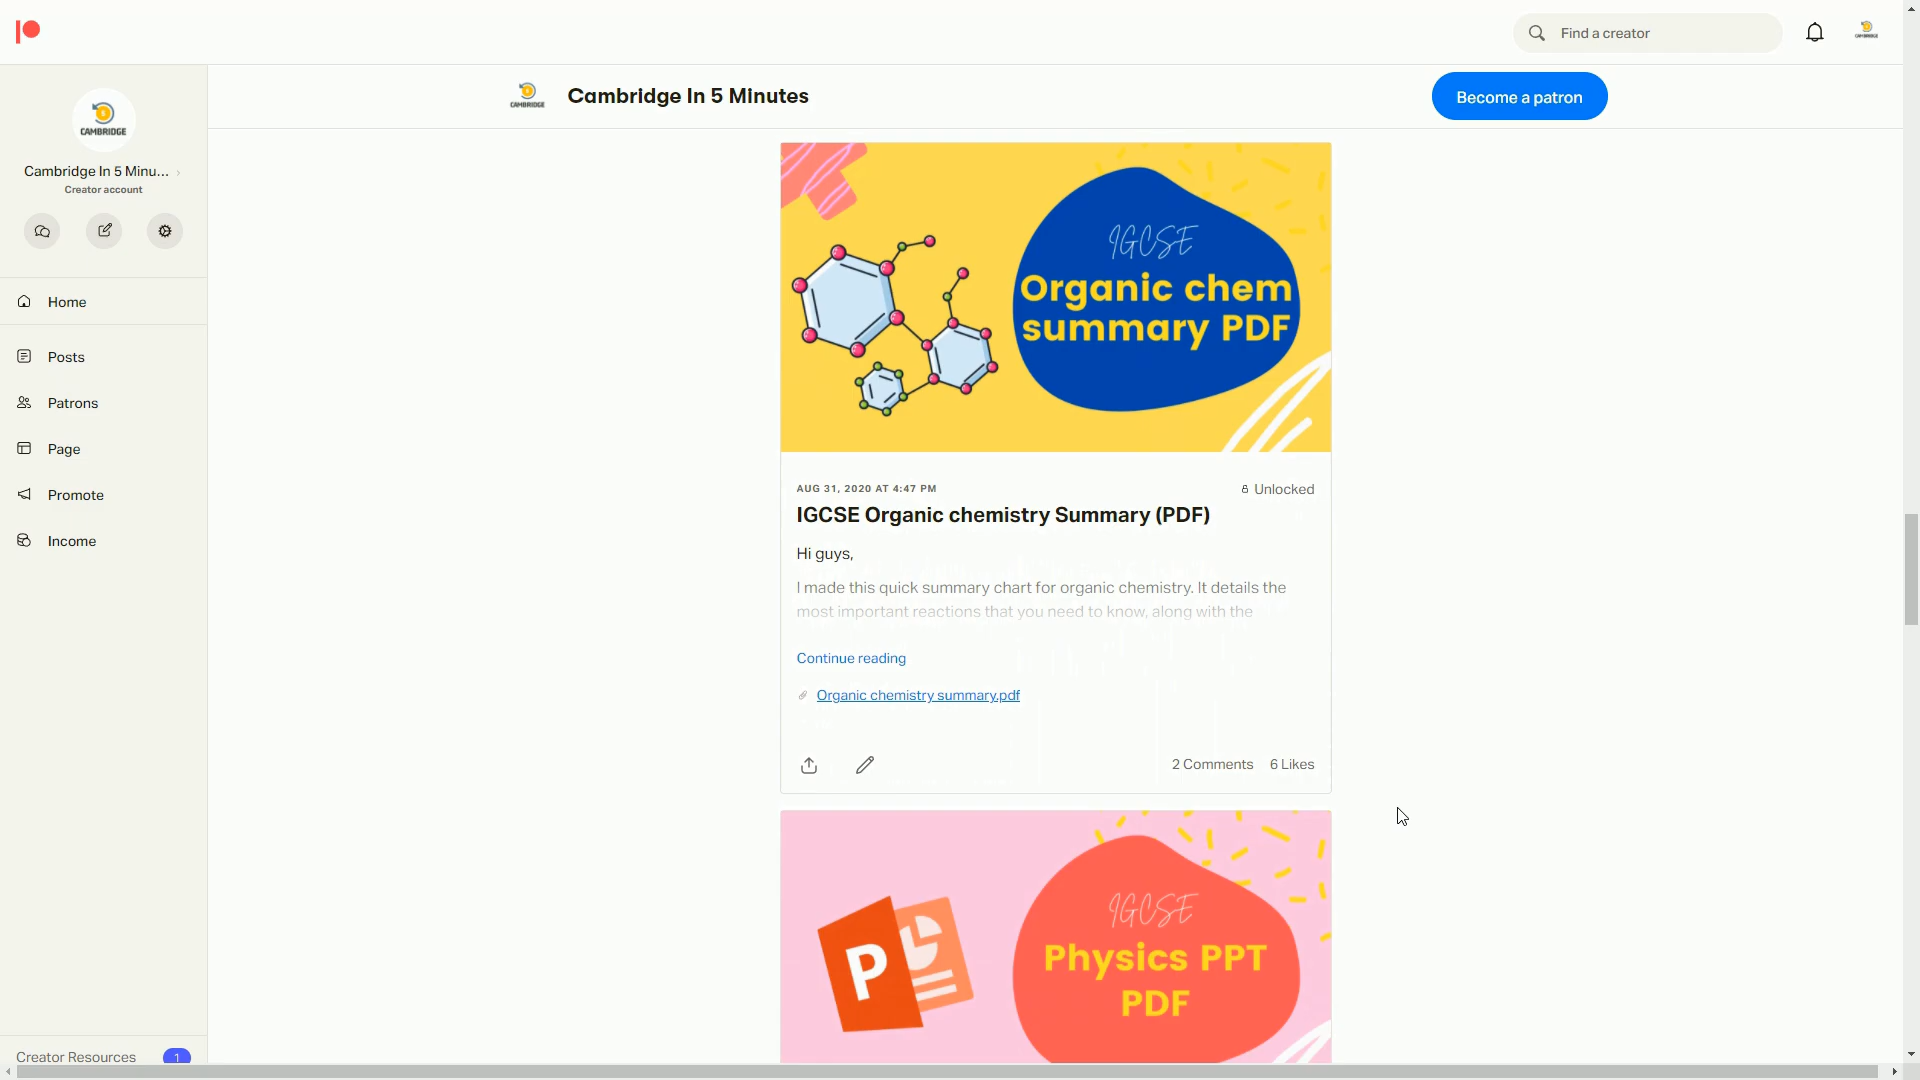 Find a creator
CAMBRIDGE
Cambridge In 5 Minutes
Become a patron
CAMBRIDGE
Cambridge In 5 Minu...
Creator account
Home
Posts
Patrons
Page
Promote
Income
Creator Resources 1
IGCSE
Organic chem
summary PDF
AUG 31, 2020 AT 4:47 PM
Unlocked
IGCSE Organic chemistry Summary (PDF)
Hi guys,
I made this quick summary chart for organic chemistry. It details the
most important reactions that you need to know, along with the
Continue reading
Organic chemistry summary.pdf
2 Comments 6 Likes
P
IGCSE
Physics PPT
PDF